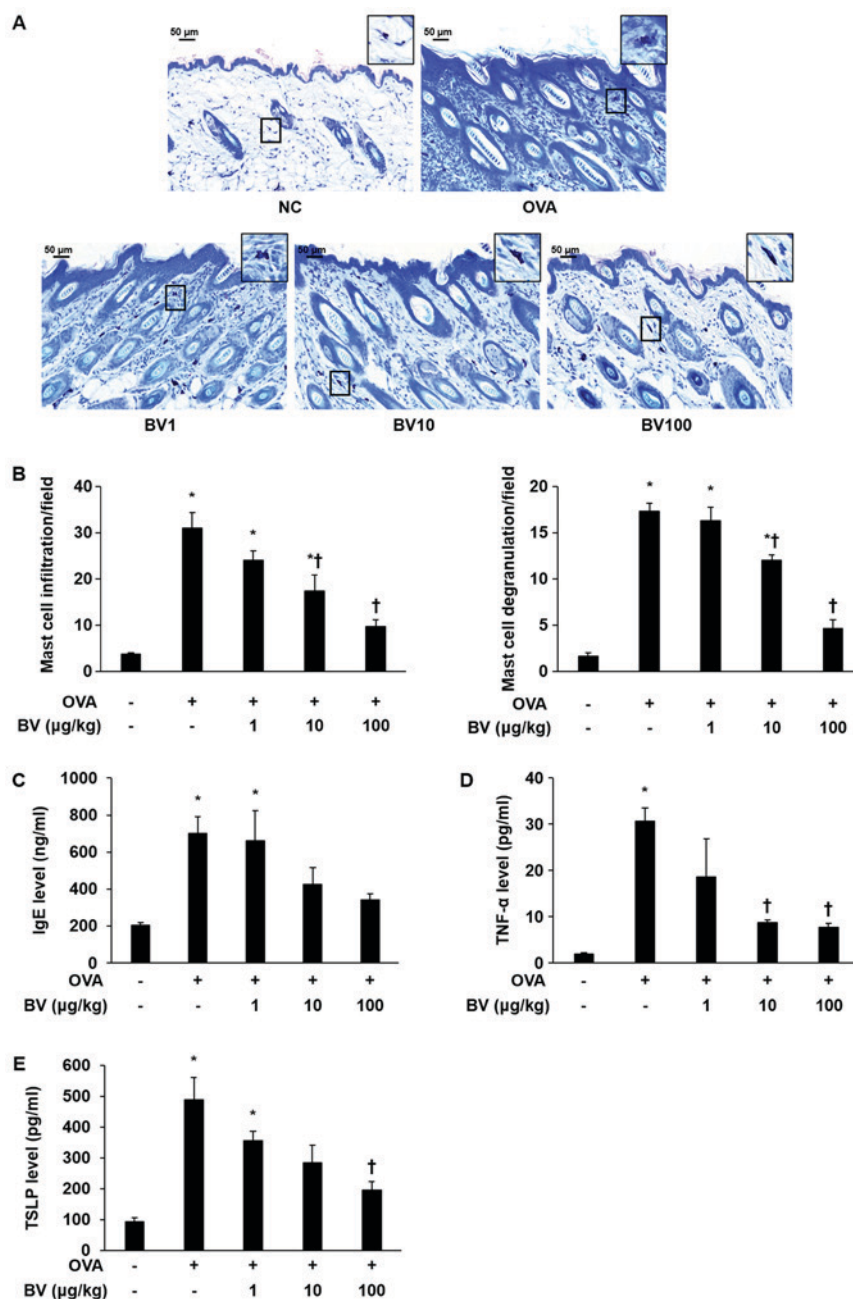 A
50 µm
50 µm
NC
OVA
50 µm
50 µm
50 µm
BV1
BV10
BV100
B
Mast cell infiltration/field
40
30
20
10
0
*
*
*†
†
OVA - + + + +
BV (µg/kg) - - 1 10 100
Mast cell degranulation/field
20
15
10
5
0
*
*
*†
†
OVA - + + + +
BV (µg/kg) - - 1 10 100
C
IgE level (ng/ml)
1000
800
600
400
200
0
*
*
OVA - + + + +
BV (µg/kg) - - 1 10 100
D
TNF-α level (pg/ml)
40
30
20
10
0
*
†
†
OVA - + + + +
BV (µg/kg) - - 1 10 100
E
TSLP level (pg/ml)
600
500
400
300
200
100
0
*
*
†
OVA - + + + +
BV (µg/kg) - - 1 10 100